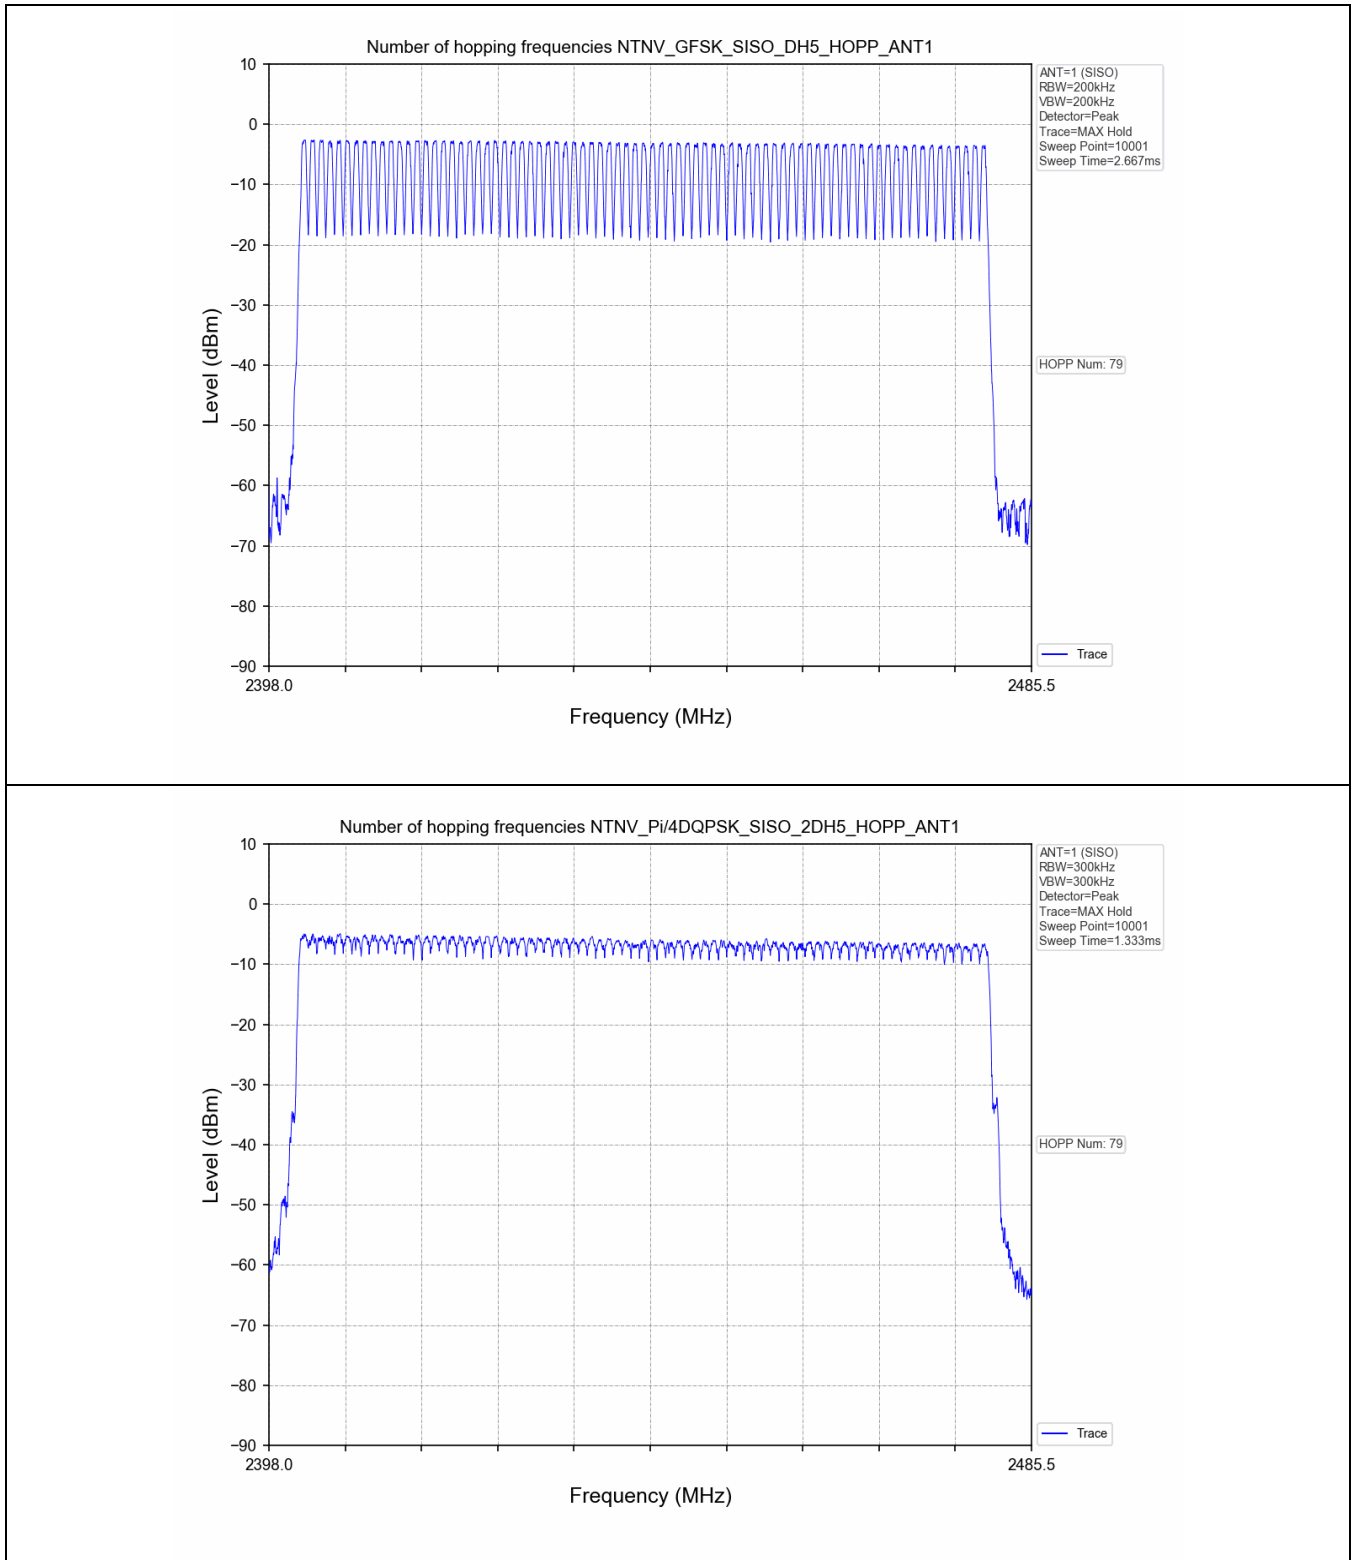 Number of hopping frequencies NTNV_GFSK_SISO_DH5_HOPP_ANT1
10
0
−10
−20
−30
−40
−50
−60
−70
−80
−90
Level (dBm)
2398.0
2485.5
Frequency (MHz)
ANT=1 (SISO)
RBW=200kHz
VBW=200kHz
Detector=Peak
Trace=MAX Hold
Sweep Point=10001
Sweep Time=2.667ms
HOPP Num: 79
Trace
Number of hopping frequencies NTNV_Pi/4DQPSK_SISO_2DH5_HOPP_ANT1
10
0
−10
−20
−30
−40
−50
−60
−70
−80
−90
Level (dBm)
2398.0
2485.5
Frequency (MHz)
ANT=1 (SISO)
RBW=300kHz
VBW=300kHz
Detector=Peak
Trace=MAX Hold
Sweep Point=10001
Sweep Time=1.333ms
HOPP Num: 79
Trace